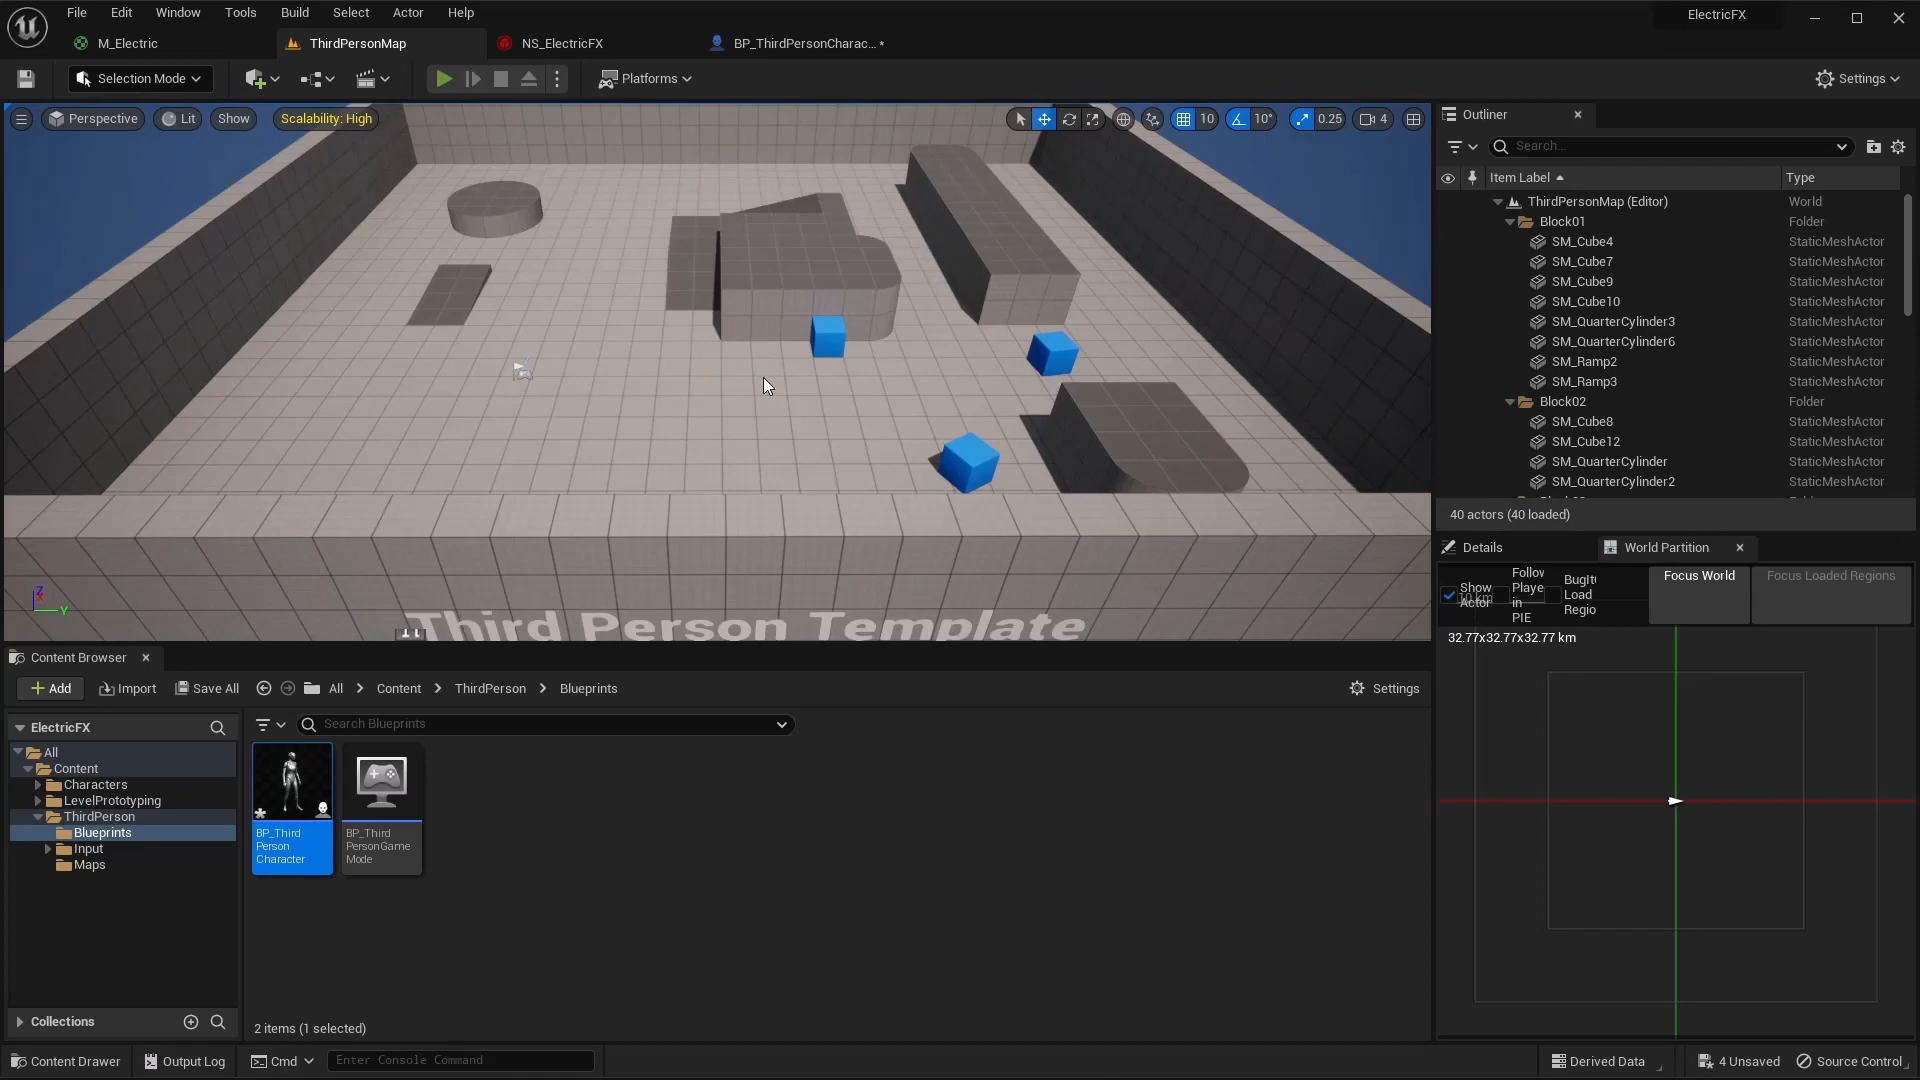 File Edit Window Tools Build Select Actor Help
ElectricFX
M_Electric
ThirdPersonMap
NS_ElectricFX
BP_ThirdPersonCharac... •
Selection Mode
Platforms
Settings
Perspective
Lit
Show
Scalability: High
10
10°
0.25
4
Third Person Template
Z
Y
Outliner
Search...
Item Label
Type
ThirdPersonMap (Editor) World
Block01 Folder
SM_Cube4 StaticMeshActor
SM_Cube7 StaticMeshActor
SM_Cube9 StaticMeshActor
SM_Cube10 StaticMeshActor
SM_QuarterCylinder3 StaticMeshActor
SM_QuarterCylinder6 StaticMeshActor
SM_Ramp2 StaticMeshActor
SM_Ramp3 StaticMeshActor
Block02 Folder
SM_Cube8 StaticMeshActor
SM_Cube12 StaticMeshActor
SM_QuarterCylinder StaticMeshActor
SM_QuarterCylinder2 StaticMeshActor
40 actors (40 loaded)
Details
World Partition
Show
Actor
Follow
Playe
in
PIE
BugIt
Load
Regio
Focus World
Focus Loaded Regions
32.77x32.77x32.77 km
Content Browser
Add
Import
Save All
All
Content
ThirdPerson
Blueprints
Settings
ElectricFX
Search Blueprints
All
Content
Characters
LevelPrototyping
ThirdPerson
Blueprints
Input
Maps
BP_Third
Person
Character
BP_Third
PersonGame
Mode
Collections
2 items (1 selected)
Content Drawer
Output Log
Cmd
Enter Console Command
Derived Data
4 Unsaved
Source Control